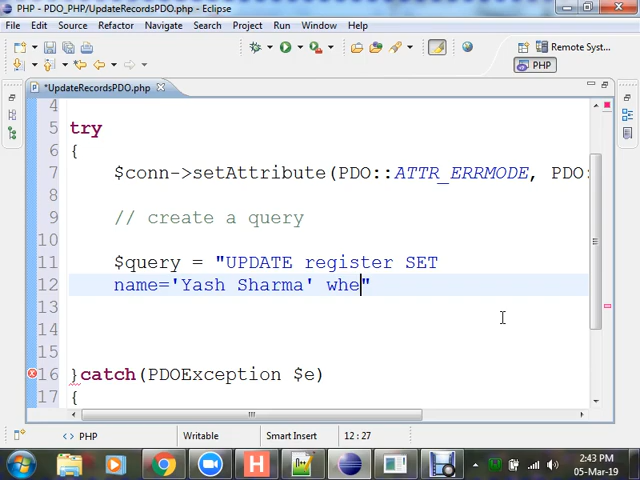 PHP - PDO_PHP/UpdateRecordsPDO.php - Eclipse
File Edit Source Refactor Navigate Search Project Run Window Help
Remote Syst...
PHP
*UpdateRecordsPDO.php
4
5 try
6 {
7 $conn->setAttribute(PDO::ATTR_ERRMODE, PDO:
8
9 // create a query
10
11 $query = "UPDATE register SET
12 name='Yash Sharma' whe"
13
14
15
16 }catch(PDOException $e)
17 {
<> PHP Writable Smart Insert 12 : 27
2:43 PM
05-Mar-19